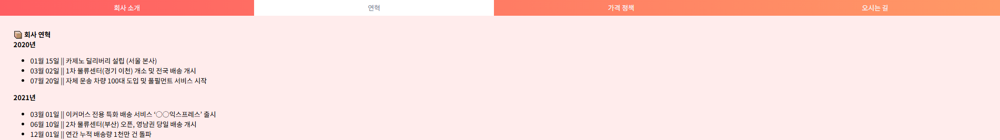 회사 소개
연혁
가격 정책
오시는 길
회사 연혁
2020년
01월 15일 || 카제노 딜리버리 설립 (서울 본사)
03월 02일 || 1차 물류센터(경기 이천) 개소 및 전국 배송 개시
07월 20일 || 자체 운송 차량 100대 도입 및 풀필먼트 서비스 시작
2021년
03월 01일 || 이커머스 전용 특화 배송 서비스 ‘○○익스프레스’ 출시
06월 10일 || 2차 물류센터(부산) 오픈, 영남권 당일 배송 개시
12월 01일 || 연간 누적 배송량 1천만 건 돌파